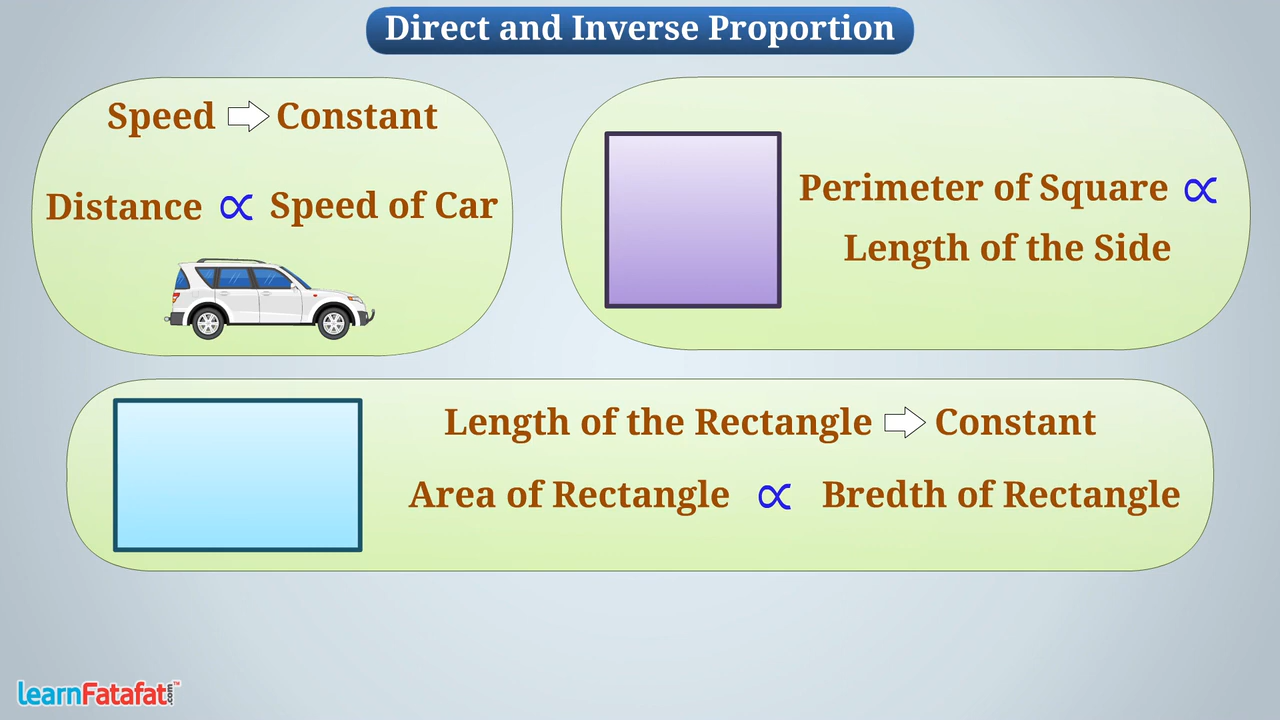 Direct and Inverse Proportion
Speed ⇨ Constant
Distance ∝ Speed of Car
Perimeter of Square ∝
Length of the Side
Length of the Rectangle ⇨ Constant
Area of Rectangle ∝ Bredth of Rectangle
learnFatafat.com™